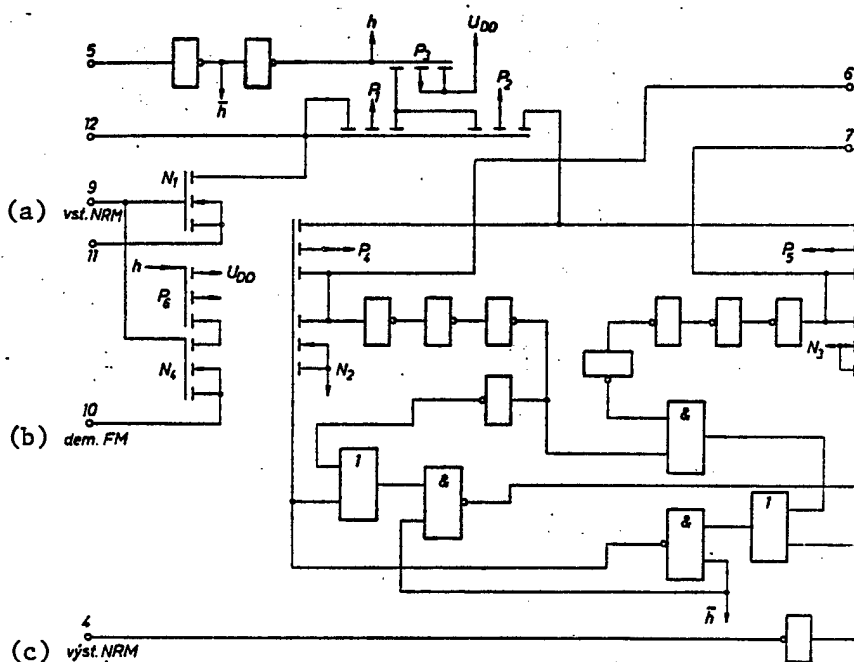 5
h
U_DD
P_3
h̅
P_1
P_2
6
12
7
N_1
(a)
9
vst. NRM
11
h
U_DD
P_4
P_5
P_6
N_4
N_2
N_3
10
(b)
dem. FM
&
1
&
&
1
h̅
4
(c)
výst. NRM